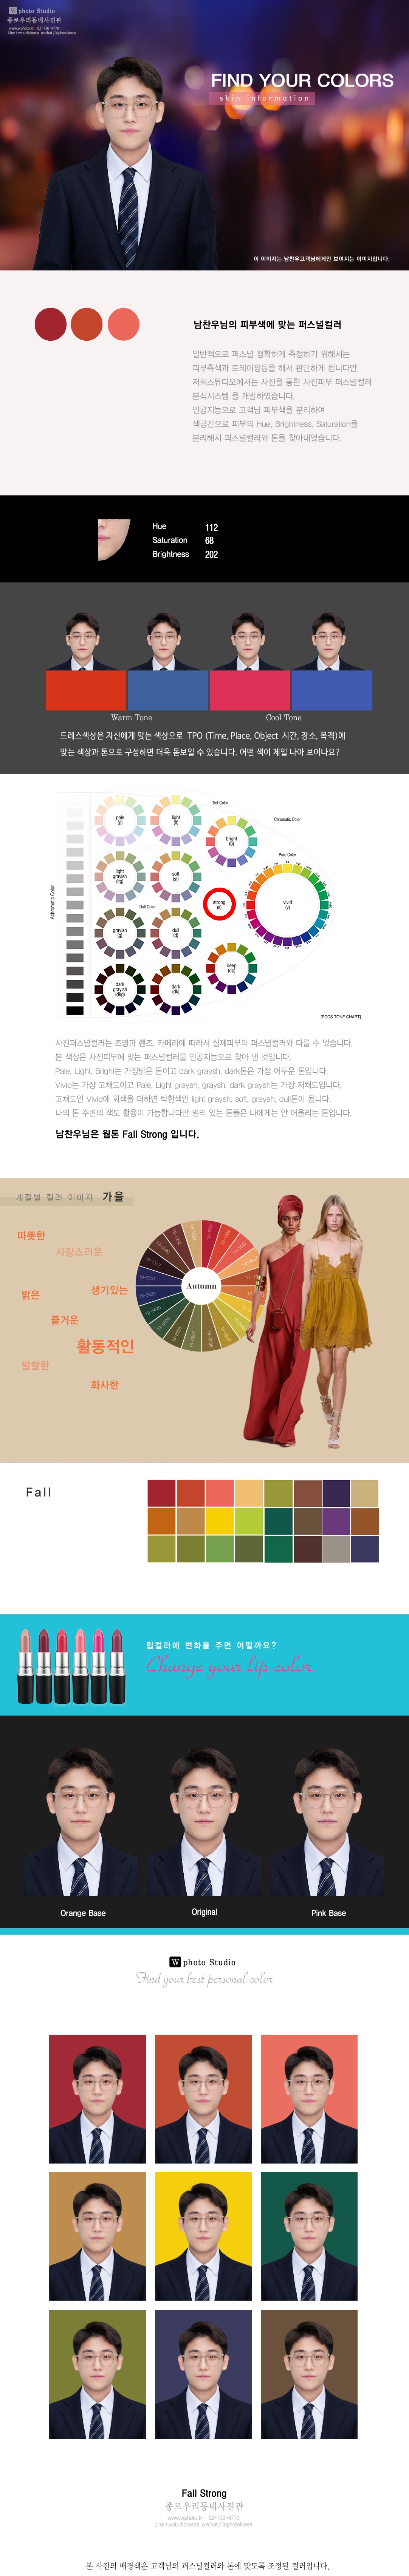 W photo Studio
종로우리동네사진관
www.wphoto.kr 02-730-4770
Line / wstudiokorea wechat / idphotokorea
FIND YOUR COLORS
skin information
이 이미지는 남찬우고객님에게만 보여지는 이미지입니다.
남찬우님의 피부색에 맞는 퍼스널컬러
일반적으로 퍼스널 정확하게 측정하기 위해서는
피부측색과 드레이핑등을 해서 판단하게 됩니다만,
저희스튜디오에서는 사진을 통한 사진피부 퍼스널컬러
분석시스템 을 개발하였습니다.
인공지능으로 고객님 피부색을 분리하여
색공간으로 피부의 Hue, Brightness, Saturation을
분리해서 퍼스널컬러와 톤을 찾아내었습니다.
Hue 112
Saturation 68
Brightness 202
Warm Tone Cool Tone
드레스색상은 자신에게 맞는 색상으로 TPO (Time, Place, Object 시간, 장소, 목적)에
맞는 색상과 톤으로 구성하면 더욱 돋보일 수 있습니다. 어떤 색이 제일 나아 보이나요?
Tint Color
Chromatic Color
pale
(p)
light
(lt)
bright
(b)
Pure Color
light
grayish
(ltg)
soft
(sf)
strong
(s)
vivid
(v)
Achromatic Color
Dull Color
grayish
(g)
dull
(d)
deep
(dp)
dark
grayish
(dkg)
dark
(dk)
[PCCS TONE CHART]
사진퍼스널컬러는 조명과 렌즈, 카메라에 따라서 실제피부의 퍼스널컬러와 다를 수 있습니다.
본 색상은 사진피부에 맞는 퍼스널컬러를 인공지능으로 찾아 낸 것입니다.
Pale, Light, Bright는 가장밝은 톤이고 dark graysh, dark톤은 가장 어두운 톤입니다.
Vivid는 가장 고채도이고 Pale, Light graysh, graysh, dark graysh는 가장 저채도입니다.
고채도인 Vivid에 회색을 더하면 탁한색인 light graysh, soft, graysh, dull톤이 됩니다.
나의 톤 주변의 색도 활용이 가능합니다만 멀리 있는 톤들은 나에게는 안 어울리는 톤입니다.
남찬우님은 웜톤 Fall Strong 입니다.
계절별 컬러 이미지 가을
따뜻한
사랑스러운
밝은
생기있는
즐거운
활동적인
발랄한
화사한
Autumn
Fall
립컬러에 변화를 주면 어떨까요?
Change your lip color
Orange Base
Original
Pink Base
W photo Studio
Find your best personal color
Fall Strong
종로우리동네사진관
www.wphoto.kr 02-730-4770
Line / wstudiokorea wechat / idphotokorea
본 사진의 배경색은 고객님의 퍼스널컬러와 톤에 맞도록 조정된 컬러입니다.